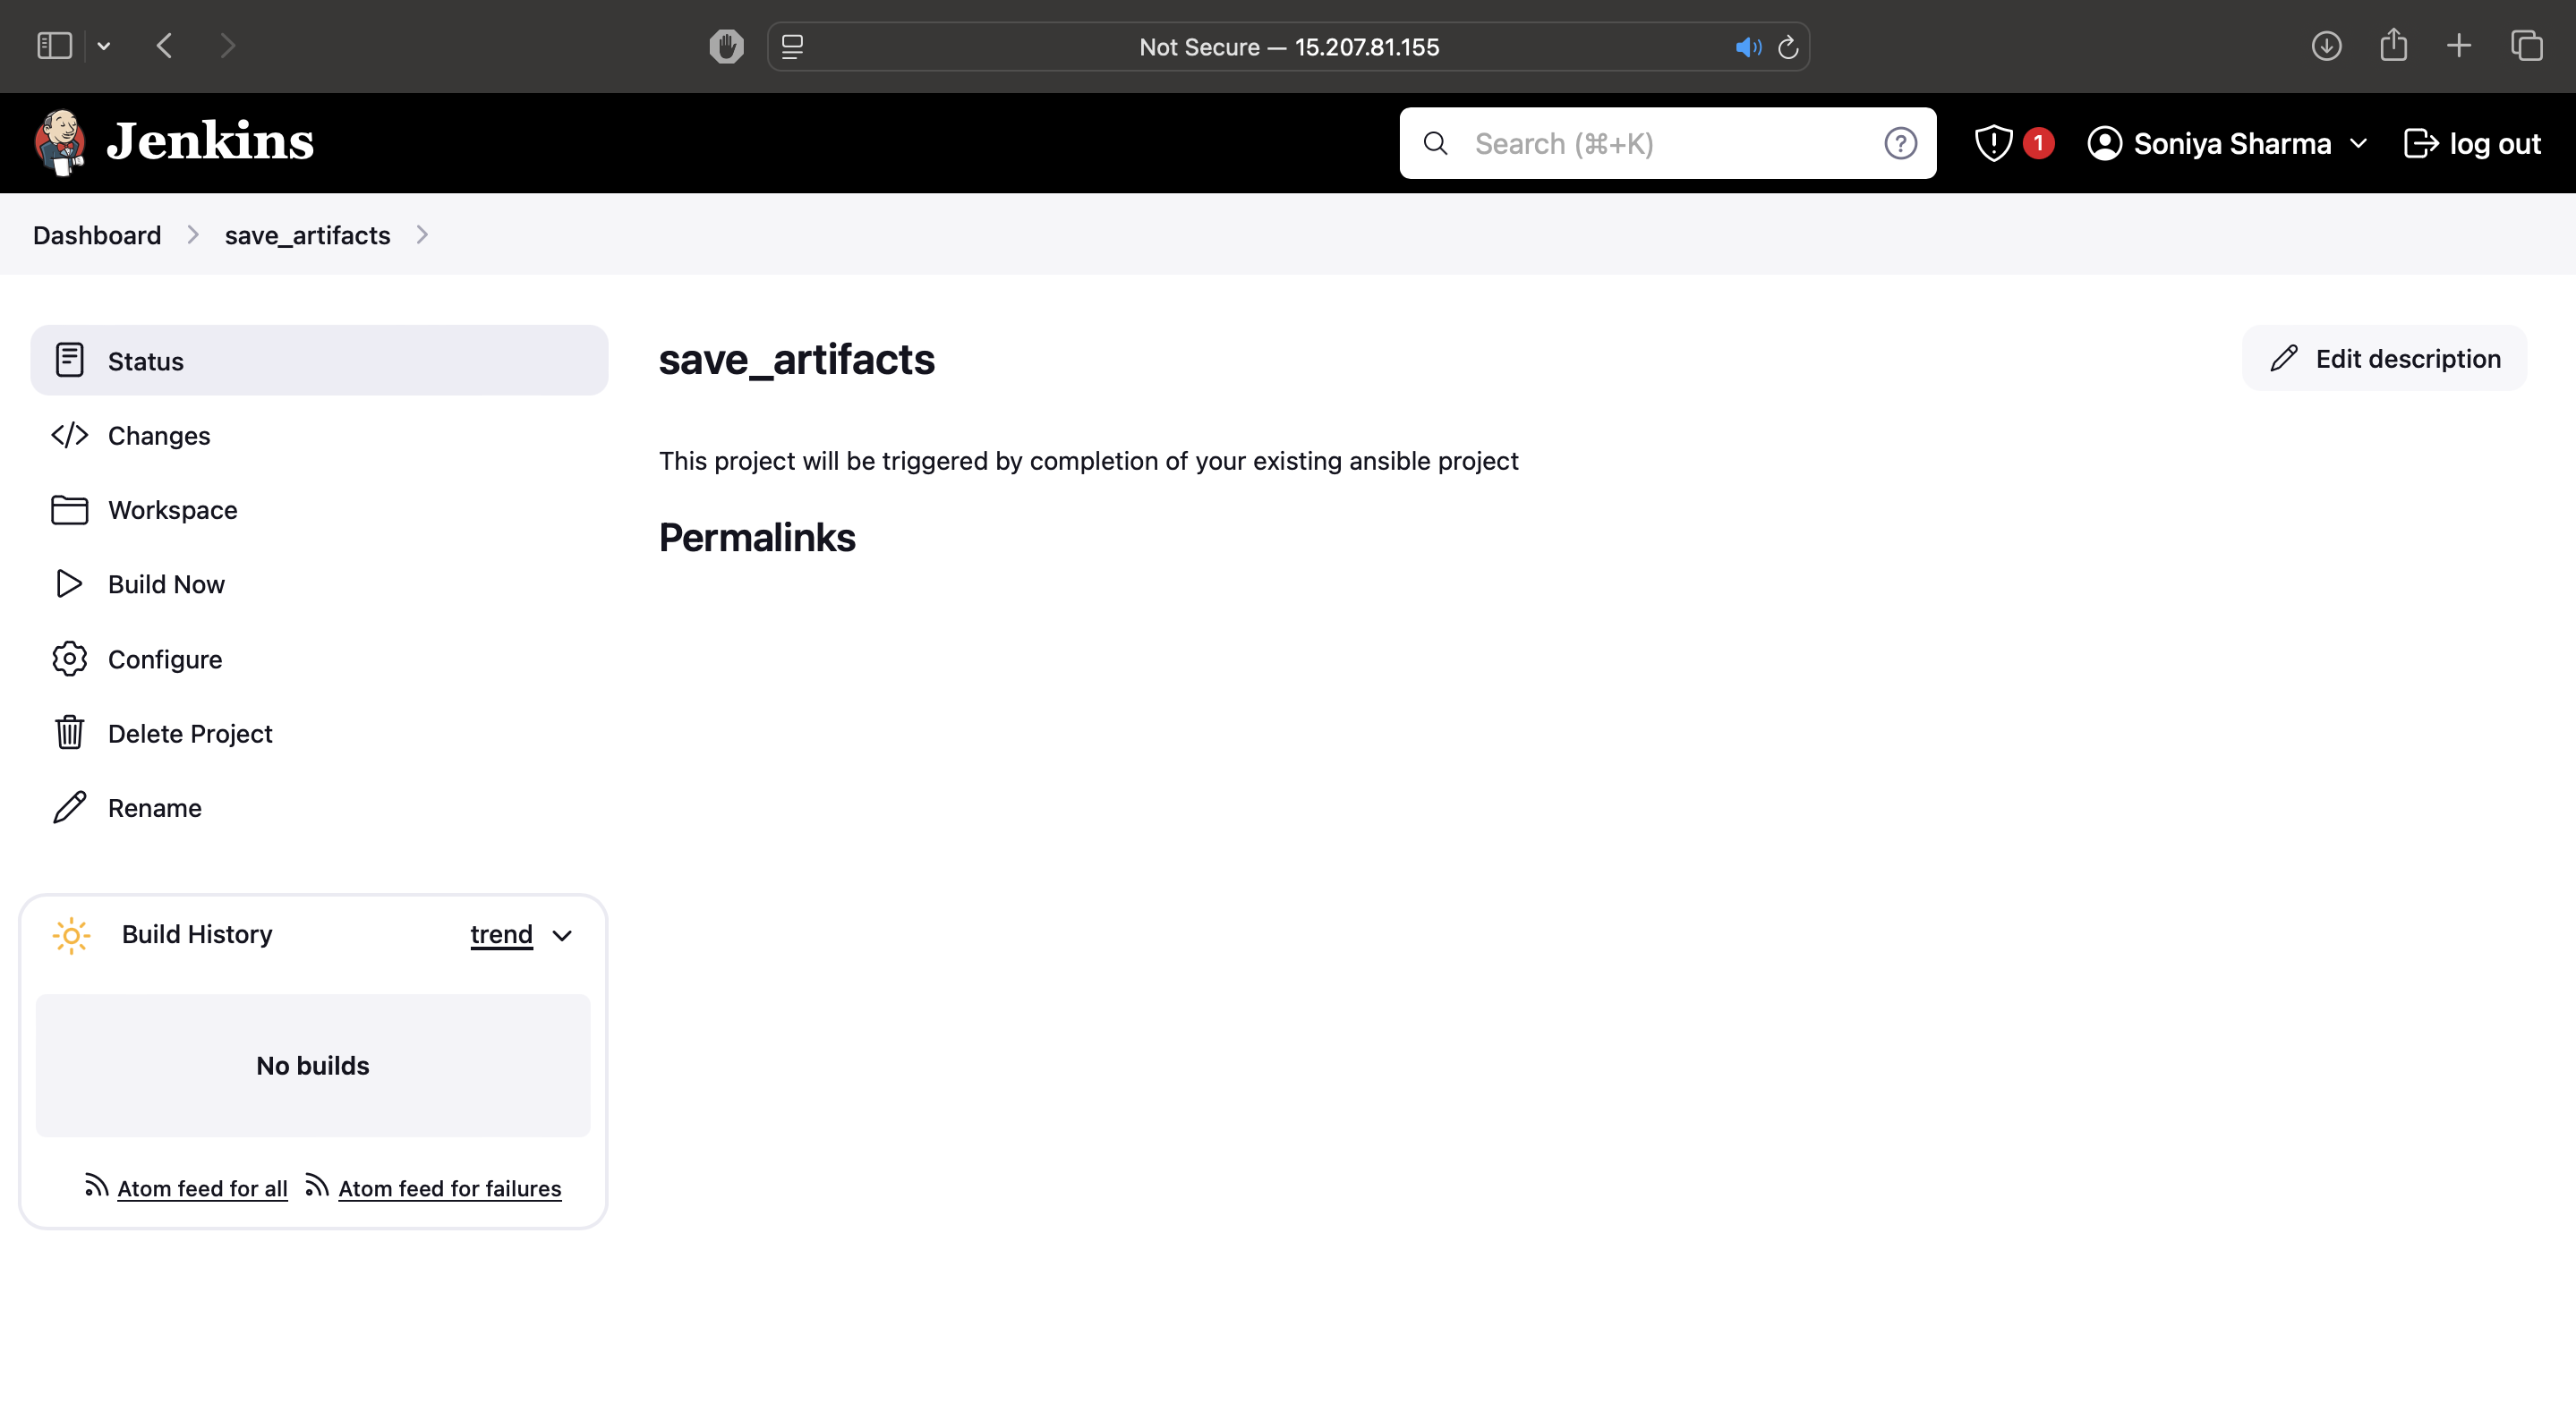 Not Secure — 15.207.81.155
Jenkins
Search (⌘+K)
1
Soniya Sharma
log out
Dashboard
save_artifacts
Status
Changes
Workspace
Build Now
Configure
Delete Project
Rename
save_artifacts
Edit description
This project will be triggered by completion of your existing ansible project
Permalinks
Build History
trend
No builds
Atom feed for all
Atom feed for failures